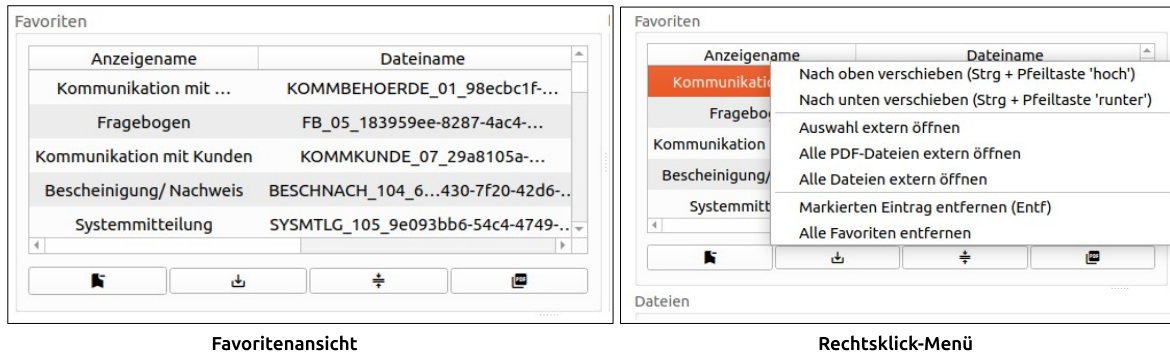 Favoriten
Anzeigename Dateiname
Kommunikation mit ... KOMMBEHOERDE_01_98ecbc1f-...
Fragebogen FB_05_183959ee-8287-4ac4-...
Kommunikation mit Kunden KOMMKUNDE_07_29a8105a-...
Bescheinigung/ Nachweis BESCHNACH_104_6...430-7f20-42d6-..
Systemmitteilung SYSMTLG_105_9e093bb6-54c4-4749-..
PDF
Favoritenansicht
Favoriten
Anzeigename Dateiname
Kommunikatio
Nach oben verschieben (Strg + Pfeiltaste 'hoch')
Nach unten verschieben (Strg + Pfeiltaste 'runter')
Fragebog
Auswahl extern öffnen
Kommunikation
Alle PDF-Dateien extern öffnen
Bescheinigung/
Alle Dateien extern öffnen
Systemmitt
Markierten Eintrag entfernen (Entf)
Alle Favoriten entfernen
PDF
Dateien
Rechtsklick-Menü